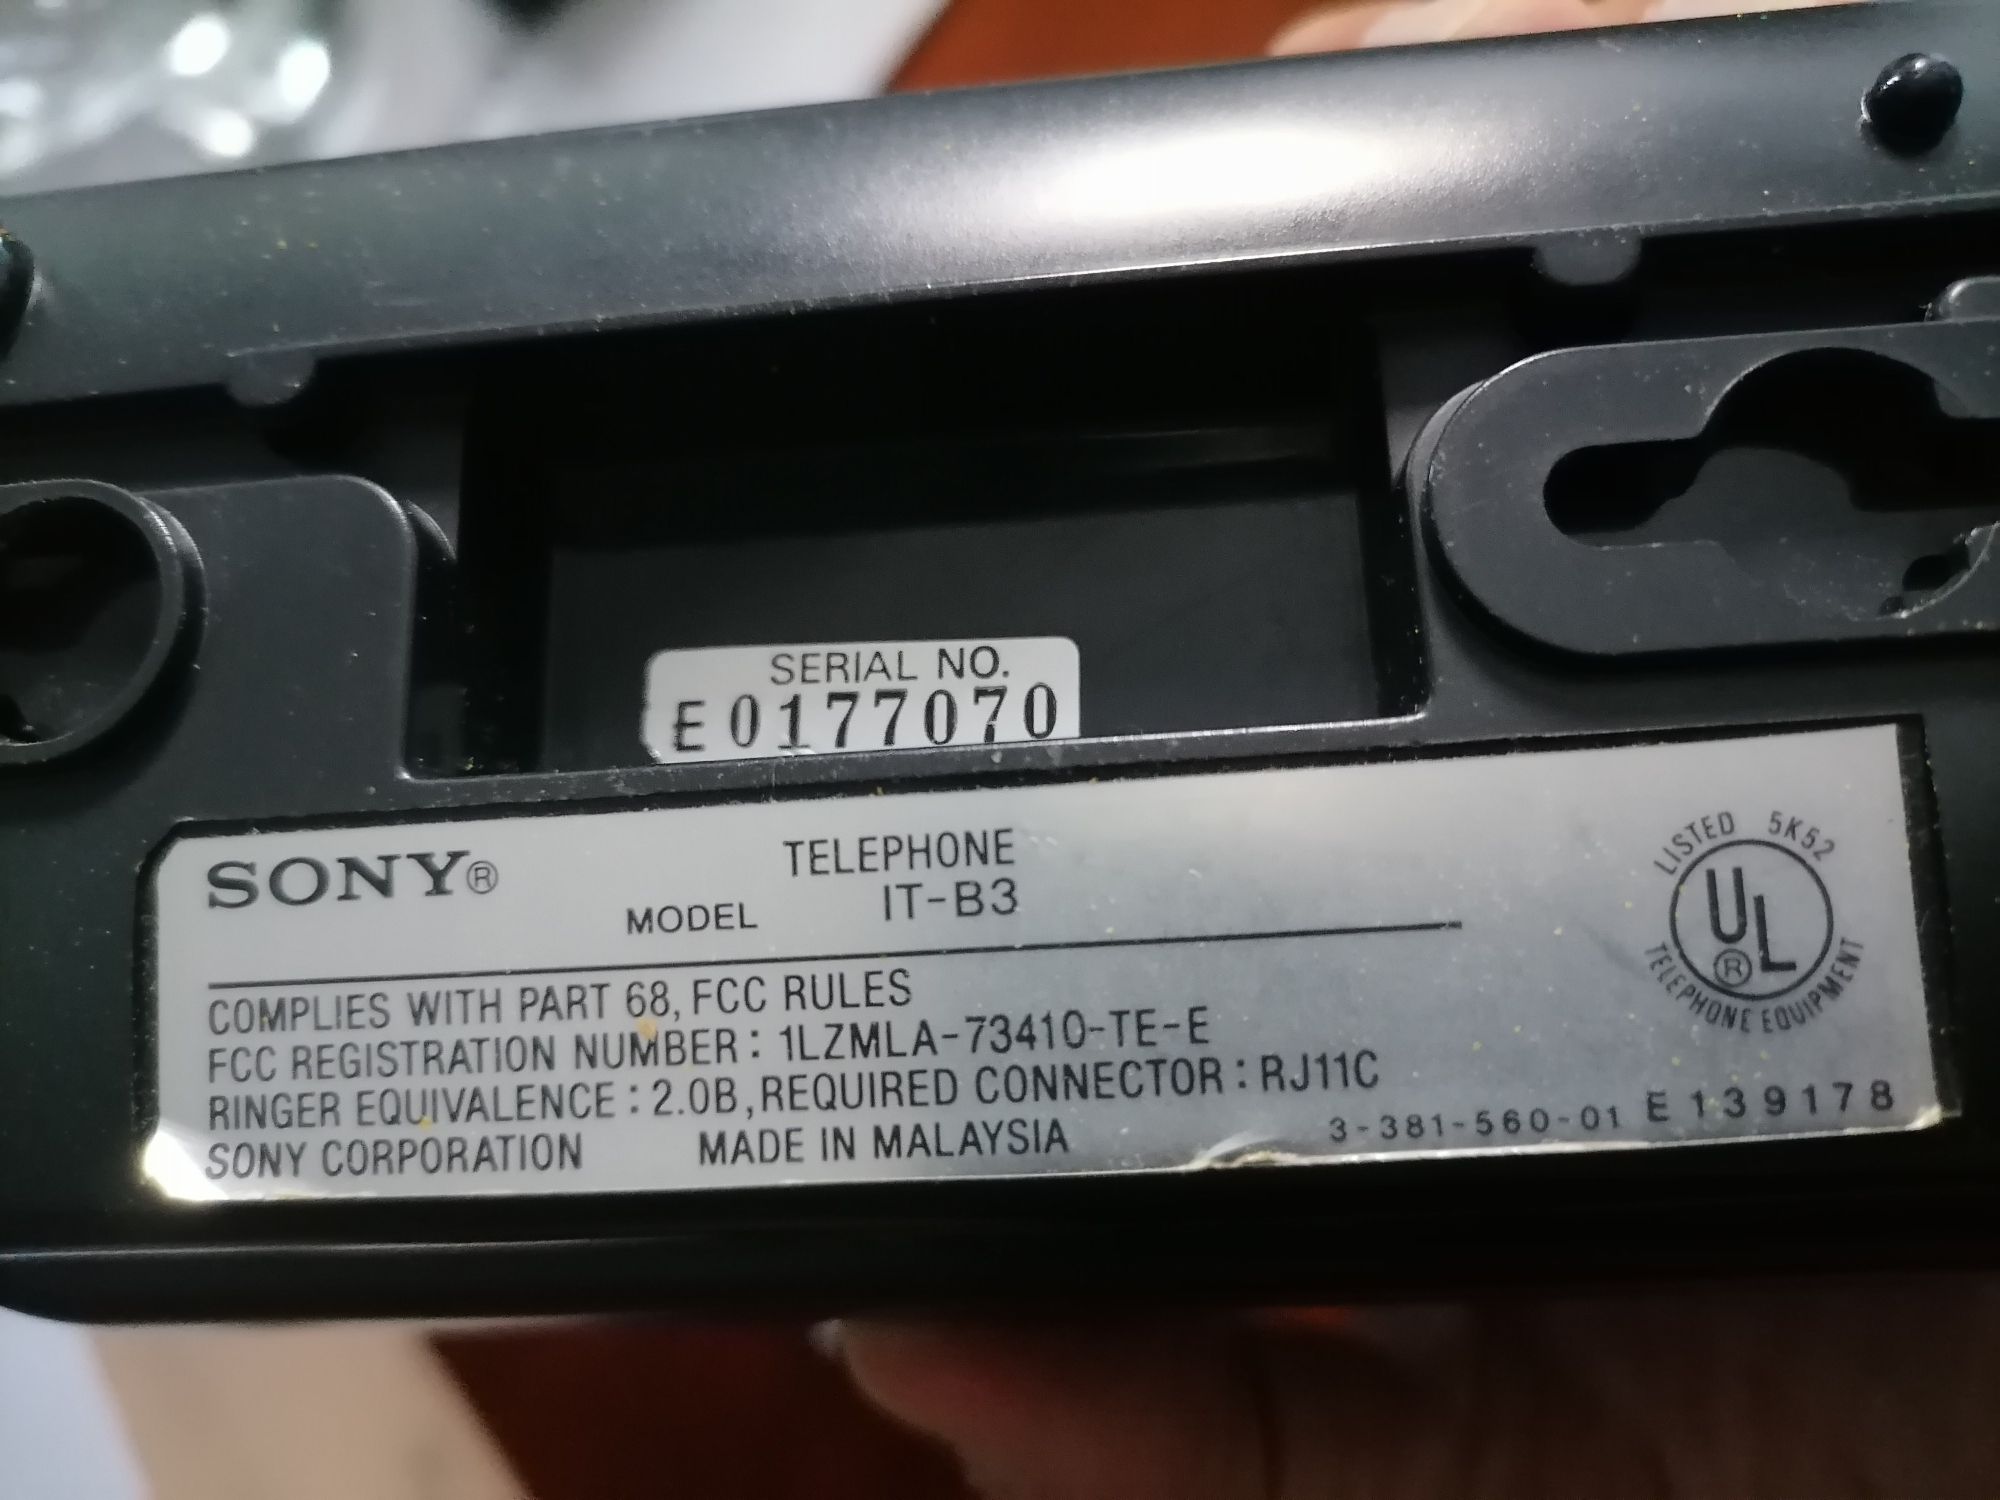 SERIAL NO.
E 0177070
SONY®
TELEPHONE
MODEL IT-B3
LISTED 5K52
UL®
TELEPHONE EQUIPMENT
COMPLIES WITH PART 68, FCC RULES
FCC REGISTRATION NUMBER: 1LZMLA-73410-TE-E
RINGER EQUIVALENCE: 2.0B, REQUIRED CONNECTOR: RJ11C
SONY CORPORATION MADE IN MALAYSIA 3-381-560-01 E 139178